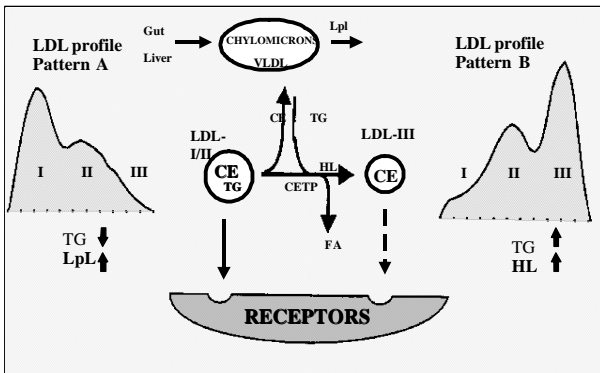 LDL profile
Pattern A
Gut
Liver
CHYLOMICRONS
VLDL
Lpl
LDL profile
Pattern B
I
II
III
LDL-
I/II
CE
TG
CE
TG
HL
CETP
FA
LDL-III
CE
I
II
III
TG
LpL
TG
HL
RECEPTORS